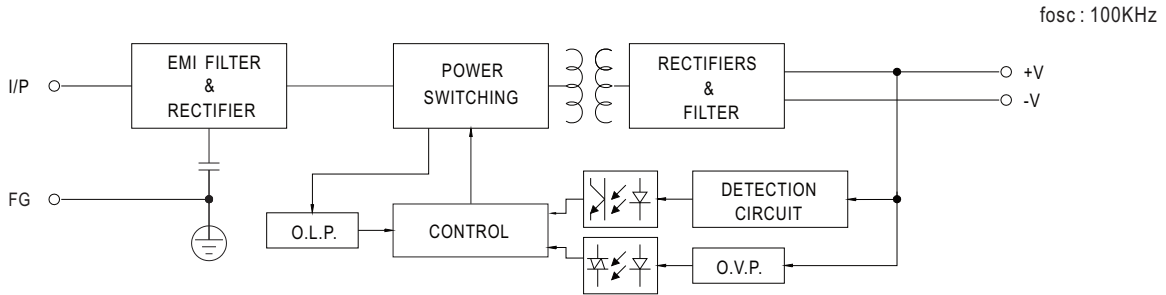 fosc : 100KHz
I/P
EMI FILTER
&
RECTIFIER
POWER
SWITCHING
RECTIFIERS
&
FILTER
+V
-V
FG
O.L.P.
CONTROL
DETECTION
CIRCUIT
O.V.P.